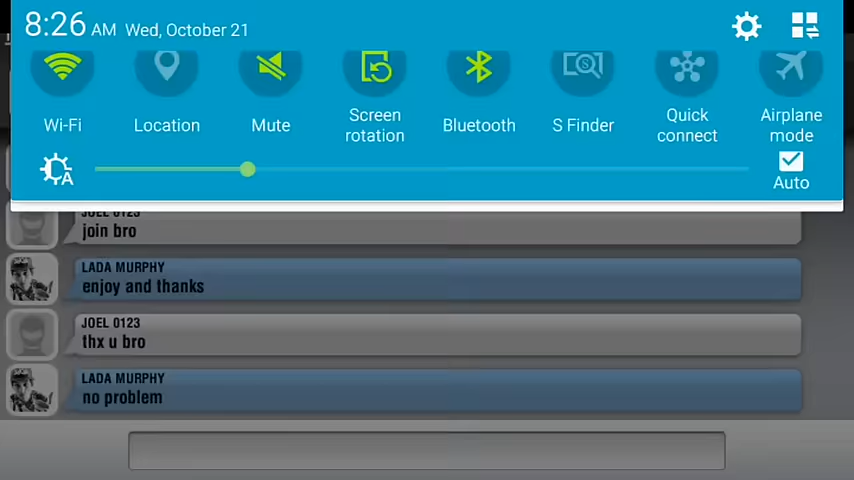 8:26 AM Wed, October 21
Wi-Fi
Location
Mute
Screen
rotation
Bluetooth
S Finder
Quick
connect
Airplane
mode
A
Auto
JOEL 0123
join bro
LADA MURPHY
enjoy and thanks
JOEL 0123
thx u bro
LADA MURPHY
no problem